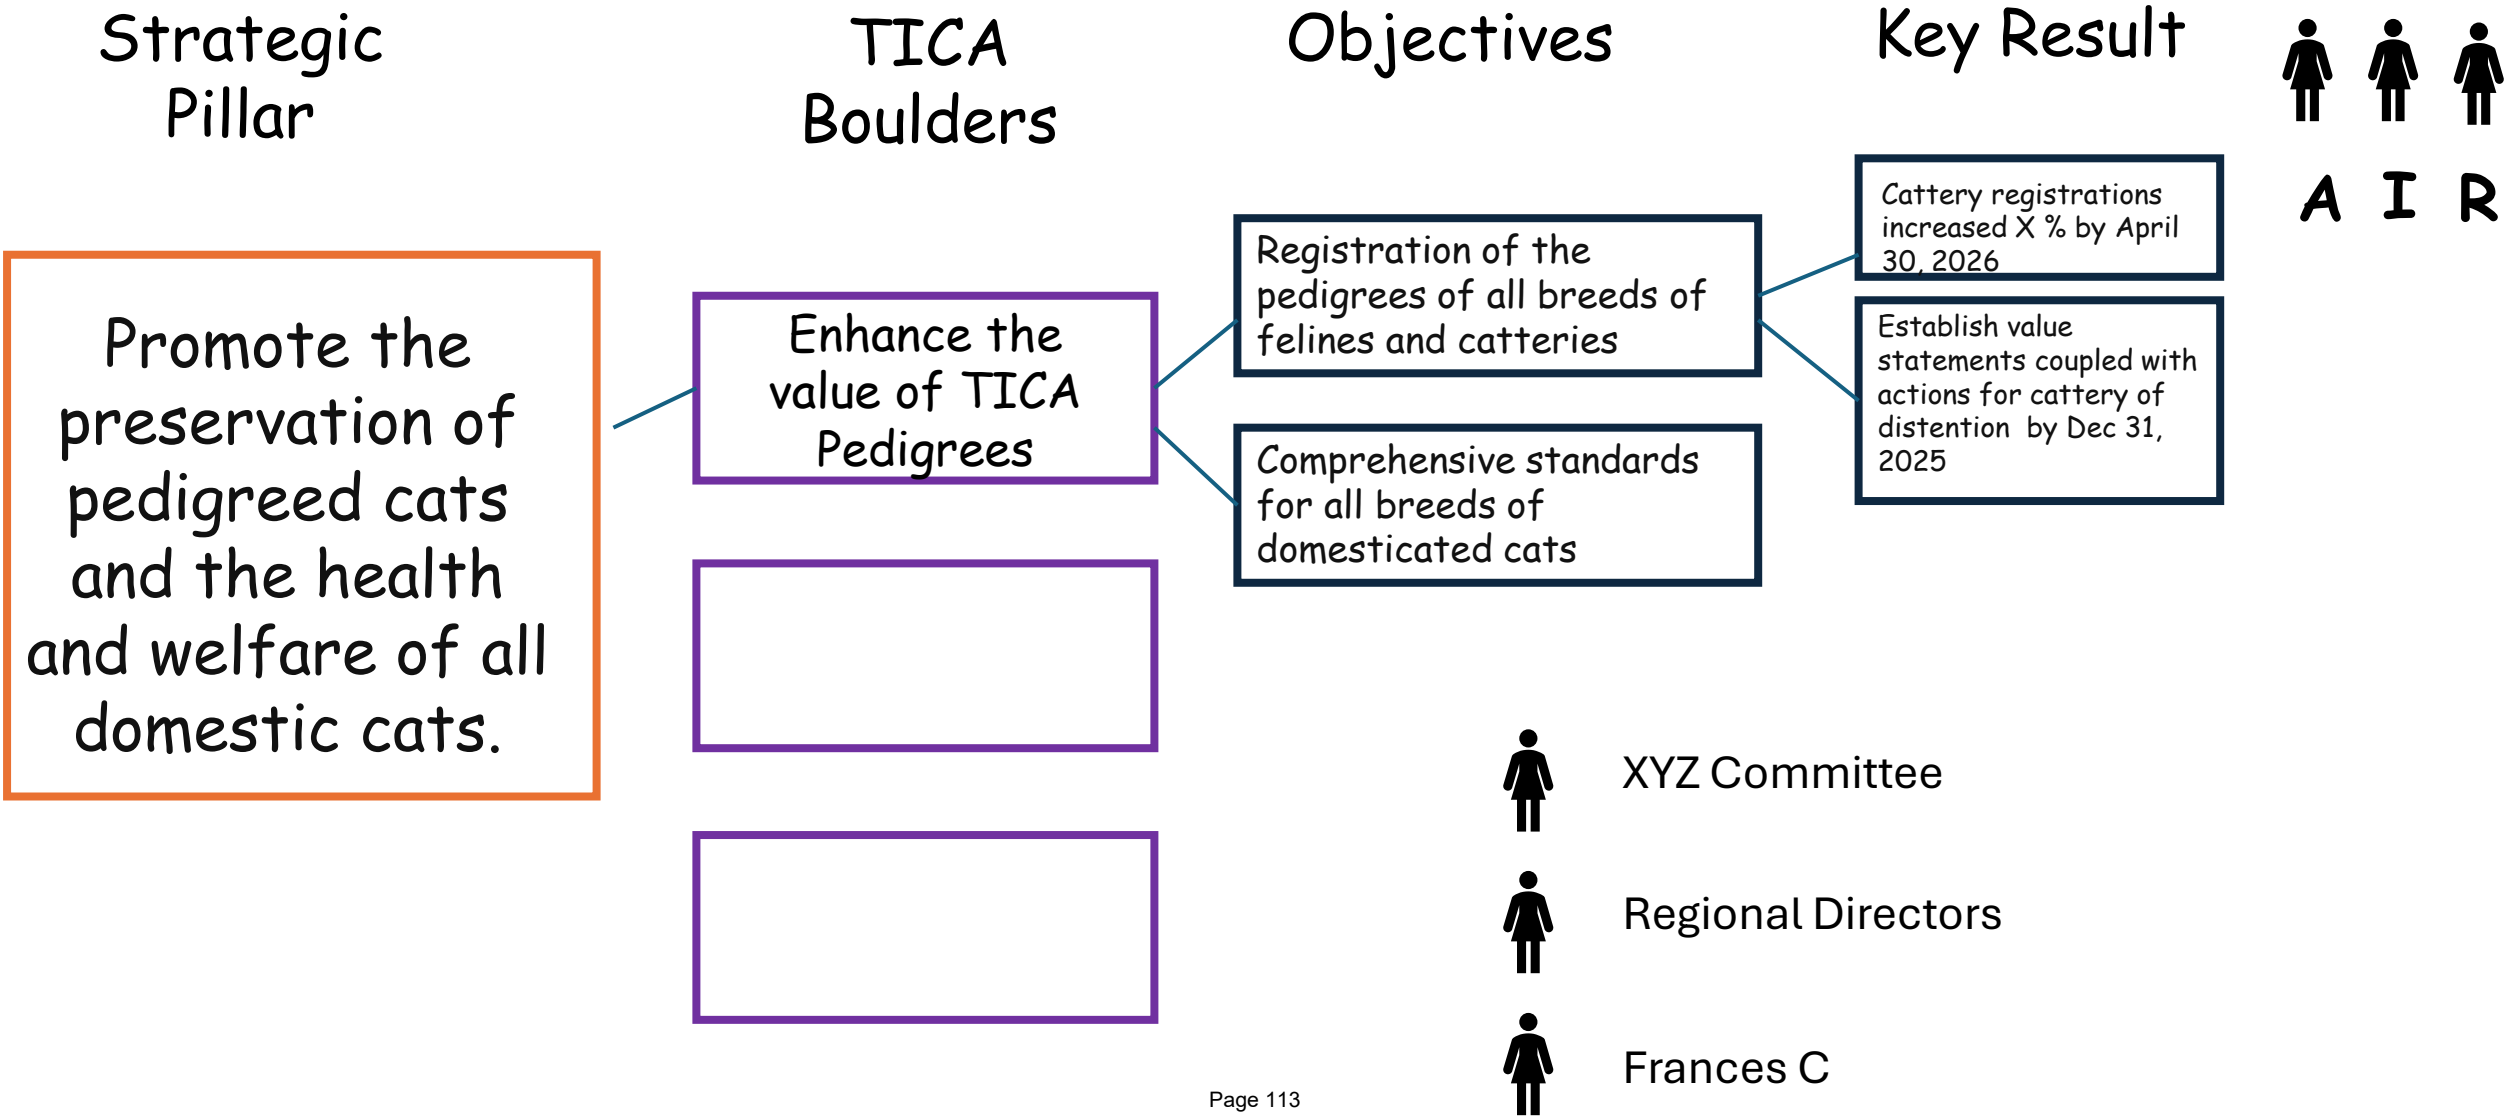 Strategic
Pillar
TICA
Boulders
Objectives
Key Result
A I R
Promote the
preservation of
pedigreed cats
and the health
and welfare of all
domestic cats.
Enhance the
value of TICA
Pedigrees
Registration of the
pedigrees of all breeds of
felines and catteries
Comprehensive standards
for all breeds of
domesticated cats
Cattery registrations
increased X % by April
30, 2026
Establish value
statements coupled with
actions for cattery of
distention  by Dec 31,
2025
XYZ Committee
Regional Directors
Frances C
Page 113